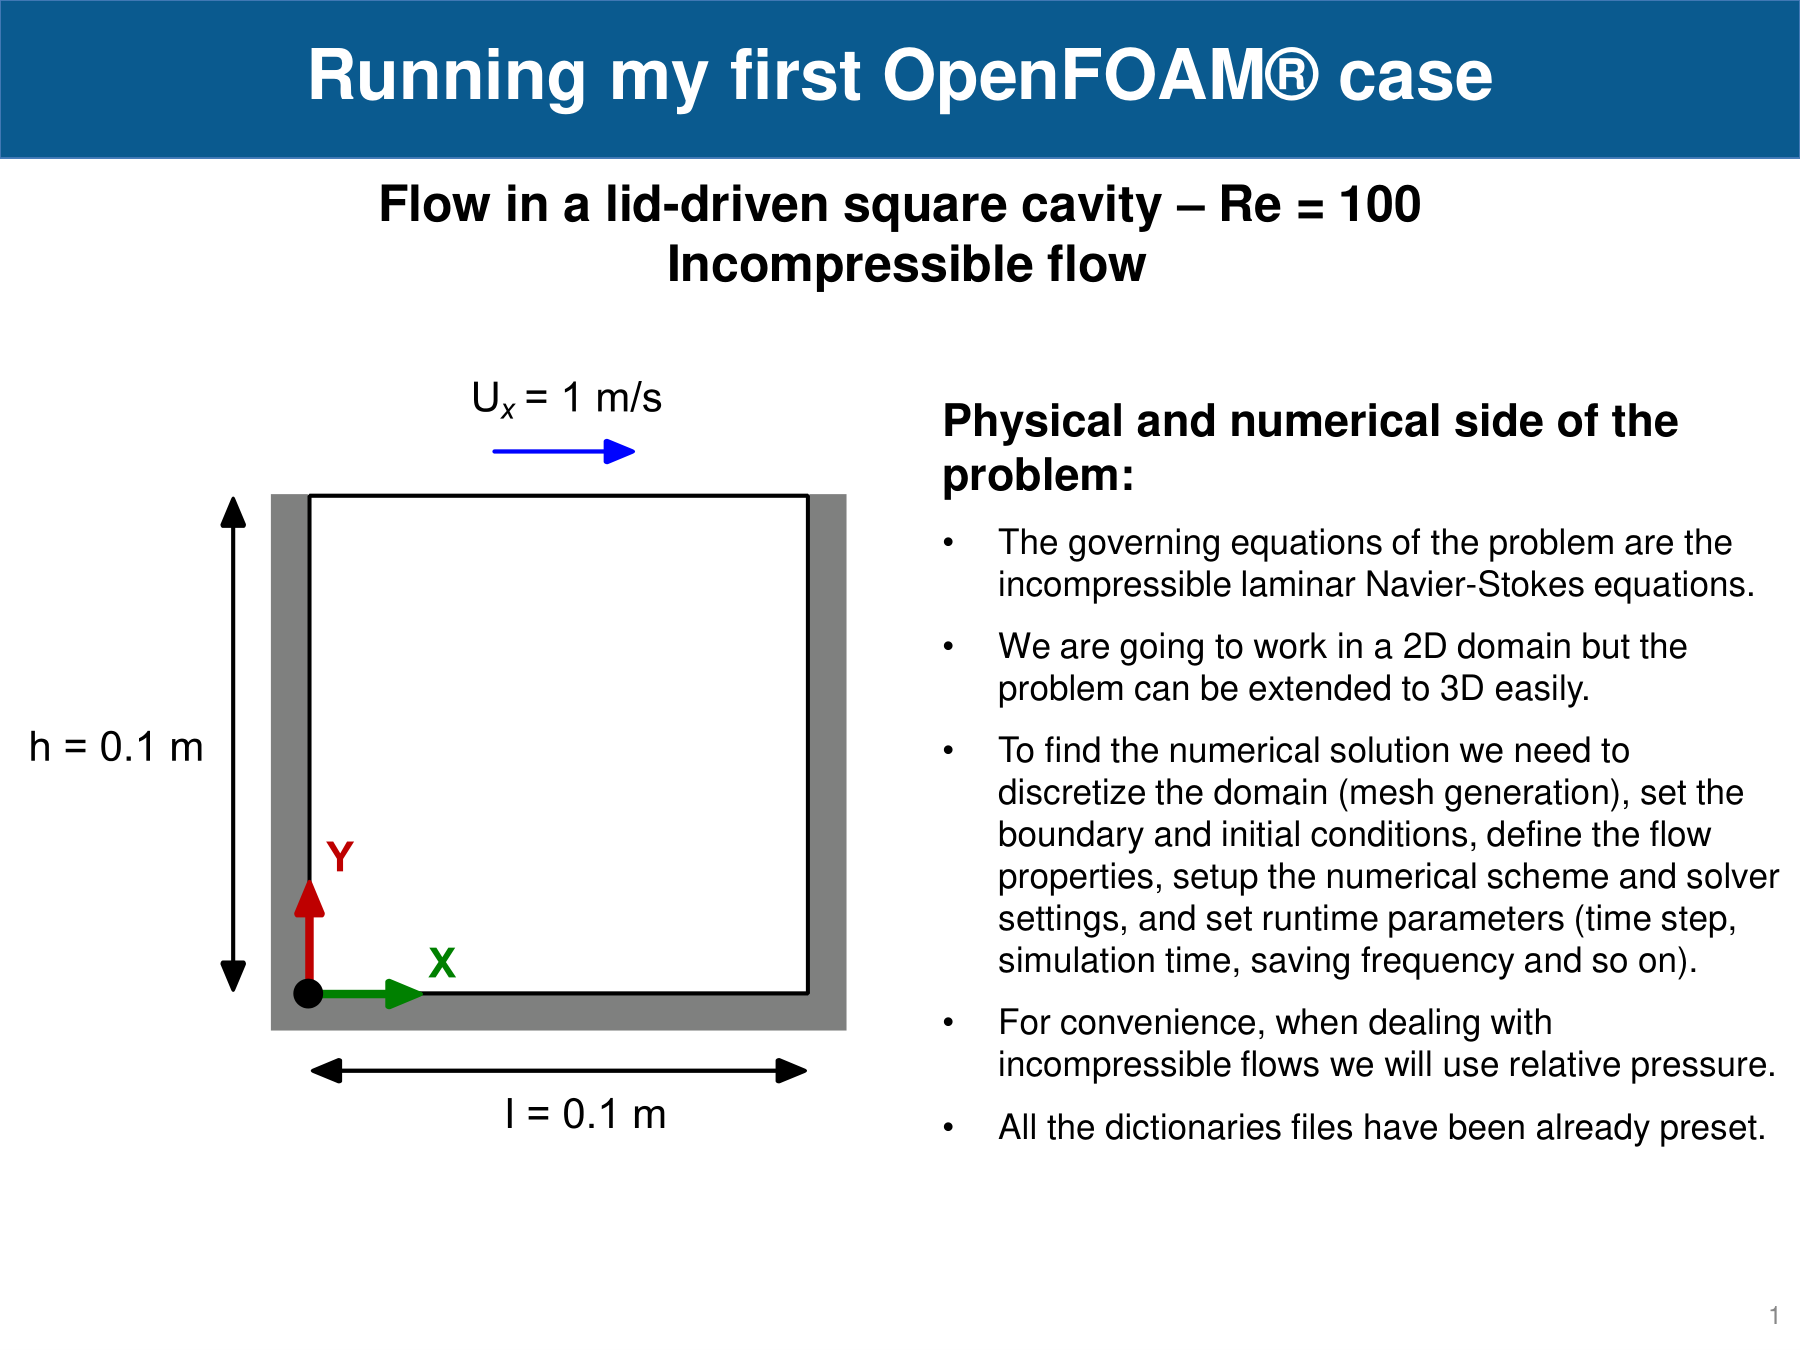 Running my first OpenFOAM® case
Flow in a lid-driven square cavity – Re = 100
Incompressible flow
Uₓ = 1 m/s
h = 0.1 m
Y
X
l = 0.1 m
Physical and numerical side of the
problem:
• The governing equations of the problem are the
incompressible laminar Navier-Stokes equations.
• We are going to work in a 2D domain but the
problem can be extended to 3D easily.
• To find the numerical solution we need to
discretize the domain (mesh generation), set the
boundary and initial conditions, define the flow
properties, setup the numerical scheme and solver
settings, and set runtime parameters (time step,
simulation time, saving frequency and so on).
• For convenience, when dealing with
incompressible flows we will use relative pressure.
• All the dictionaries files have been already preset.
1